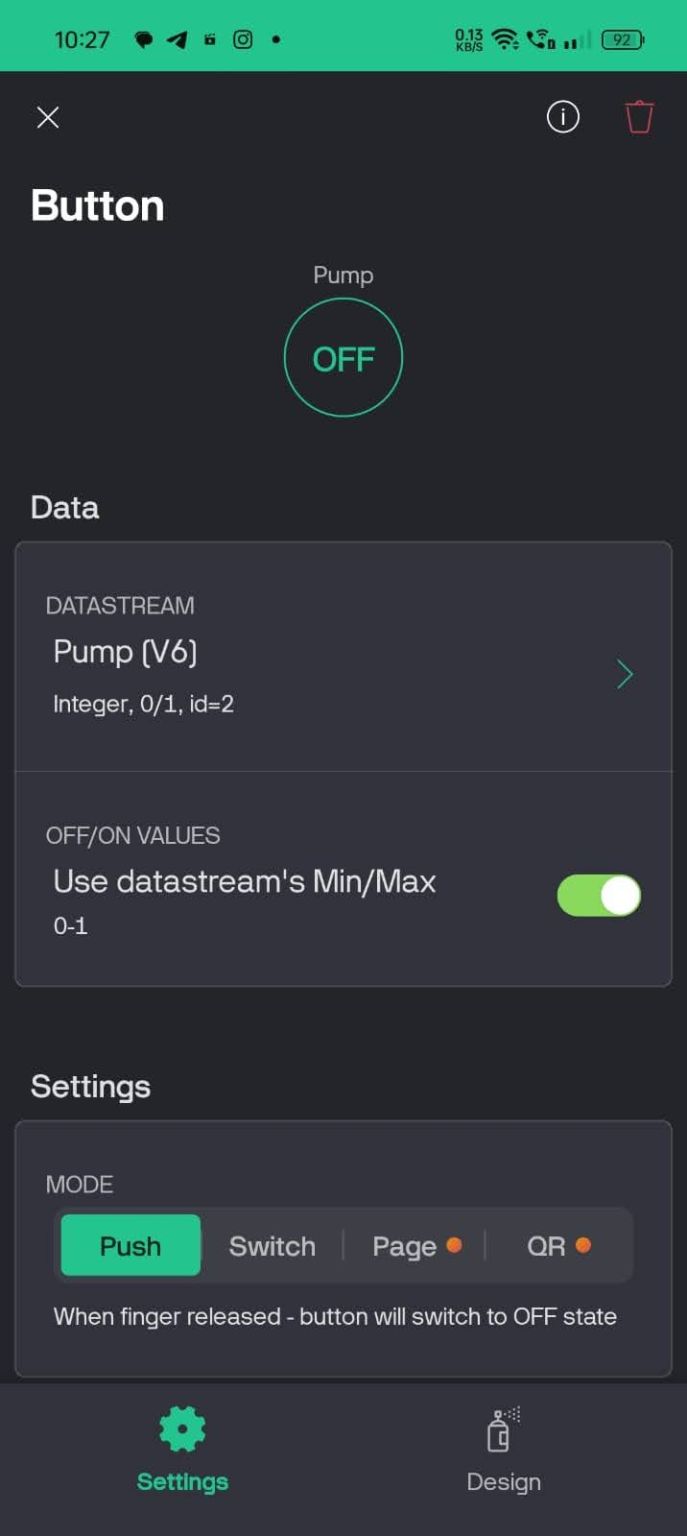 10:27
0.13
KB/S
92
Button
Pump
OFF
Data
DATASTREAM
Pump (V6)
Integer, 0/1, id=2
OFF/ON VALUES
Use datastream's Min/Max
0-1
Settings
MODE
Push Switch Page QR
When finger released - button will switch to OFF state
Settings Design